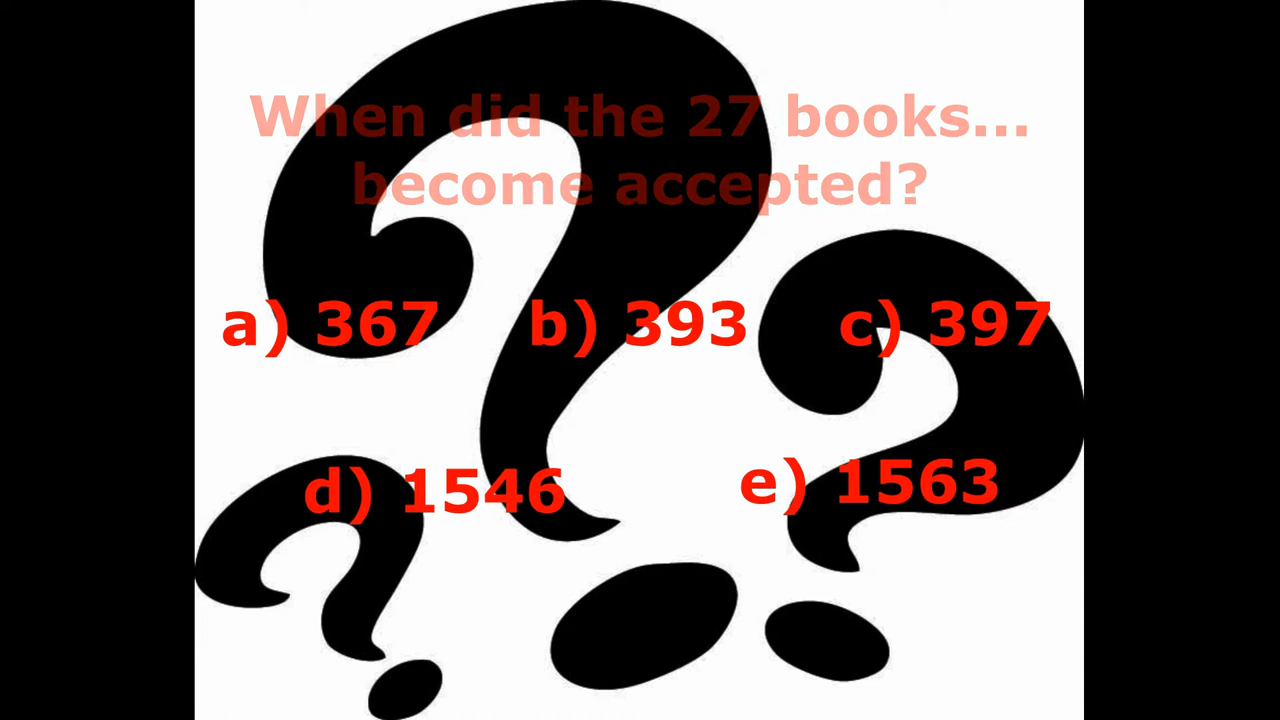 When did the 27 books...
become accepted?
a) 367 b) 393 c) 397
d) 1546 e) 1563